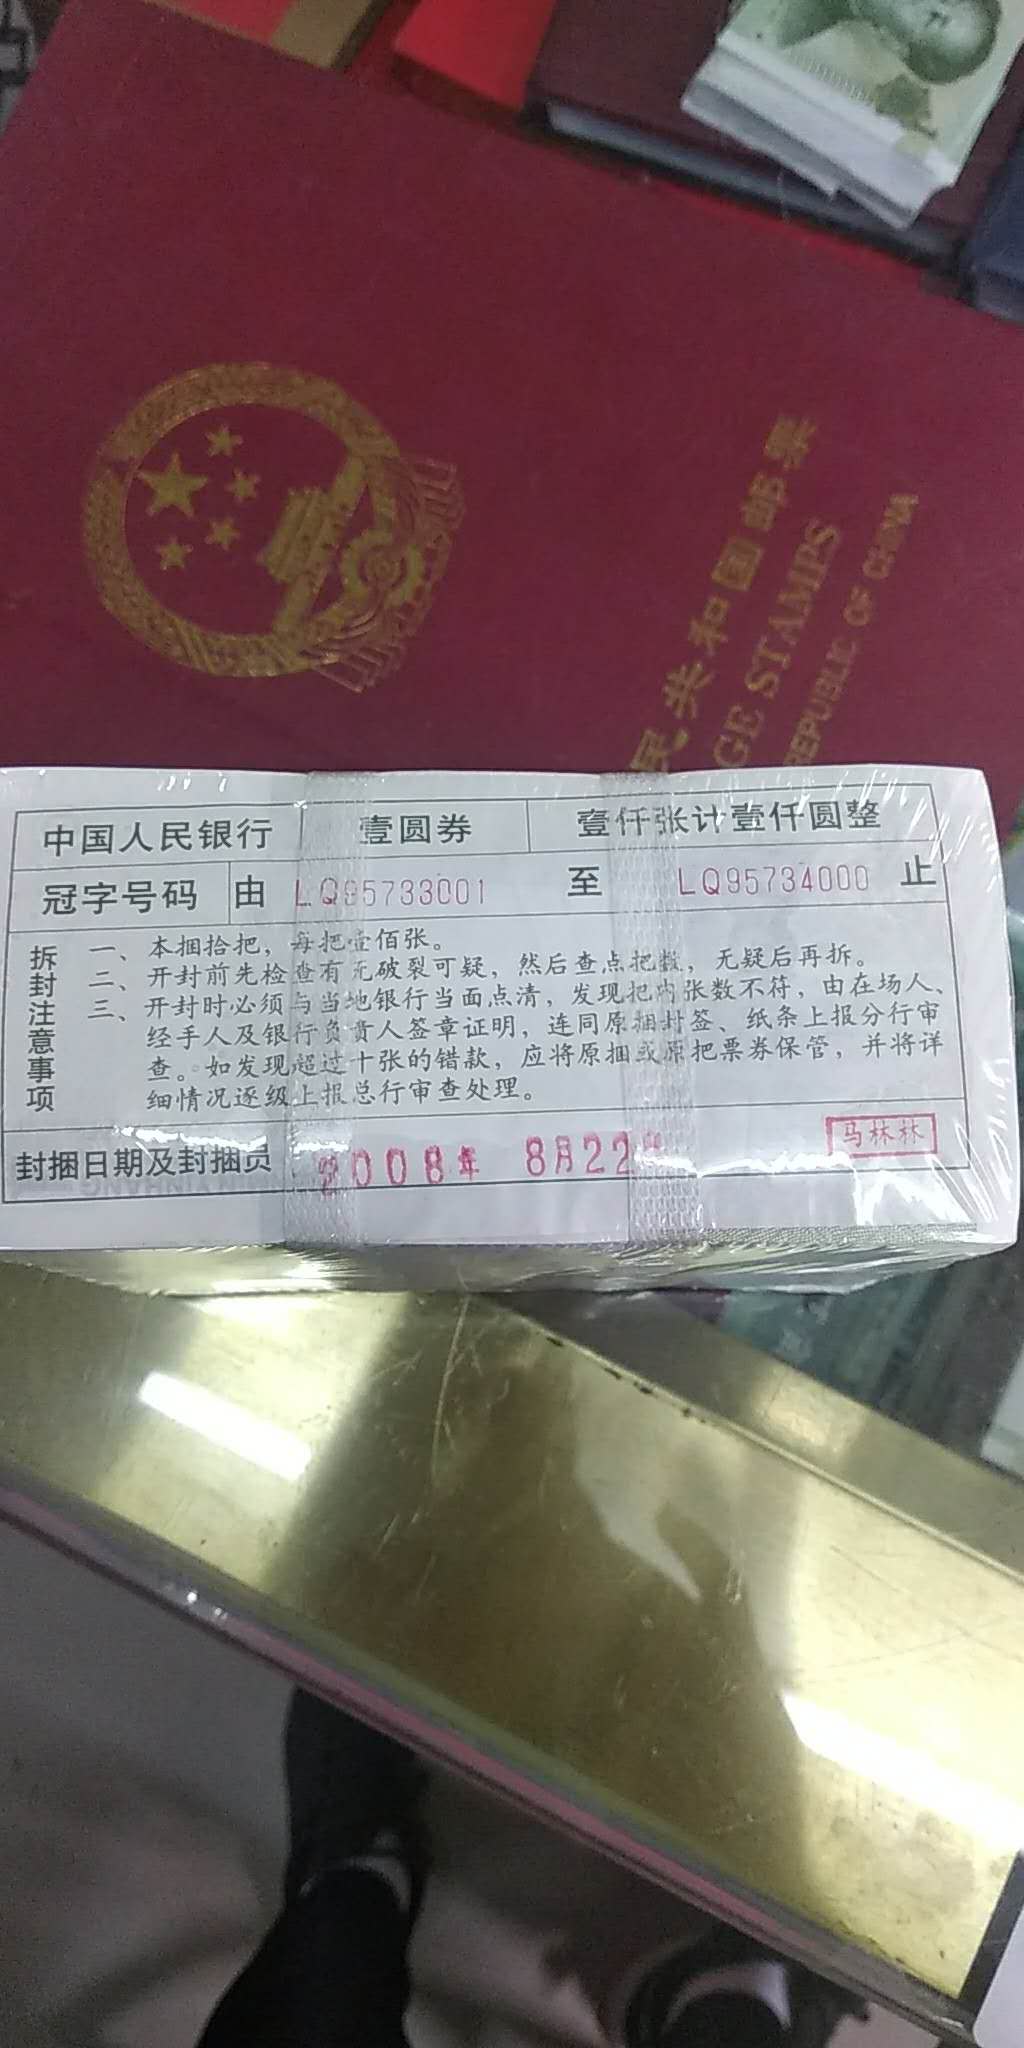 民共和国邮票
GE STAMPS
REPUBLIC OF CHINA
中国人民银行 壹圆券 壹仟张计壹仟圆整
冠字号码 由 LQ95733001 至 LQ95734000 止
拆封注意事项
一、本捆拾把，每把壹佰张。
二、开封前先检查有无破裂可疑，然后查点把数，无疑后再拆。
三、开封时必须与当地银行当面点清，发现把内张数不符，由在场人、
经手人及银行负责人签章证明，连同原捆封签、纸条上报分行审
查。如发现超过十张的错款，应将原捆或原把票券保管，并将详
细情况逐级上报总行审查处理。
封捆日期及封捆员 2008年 8月22日 马林林